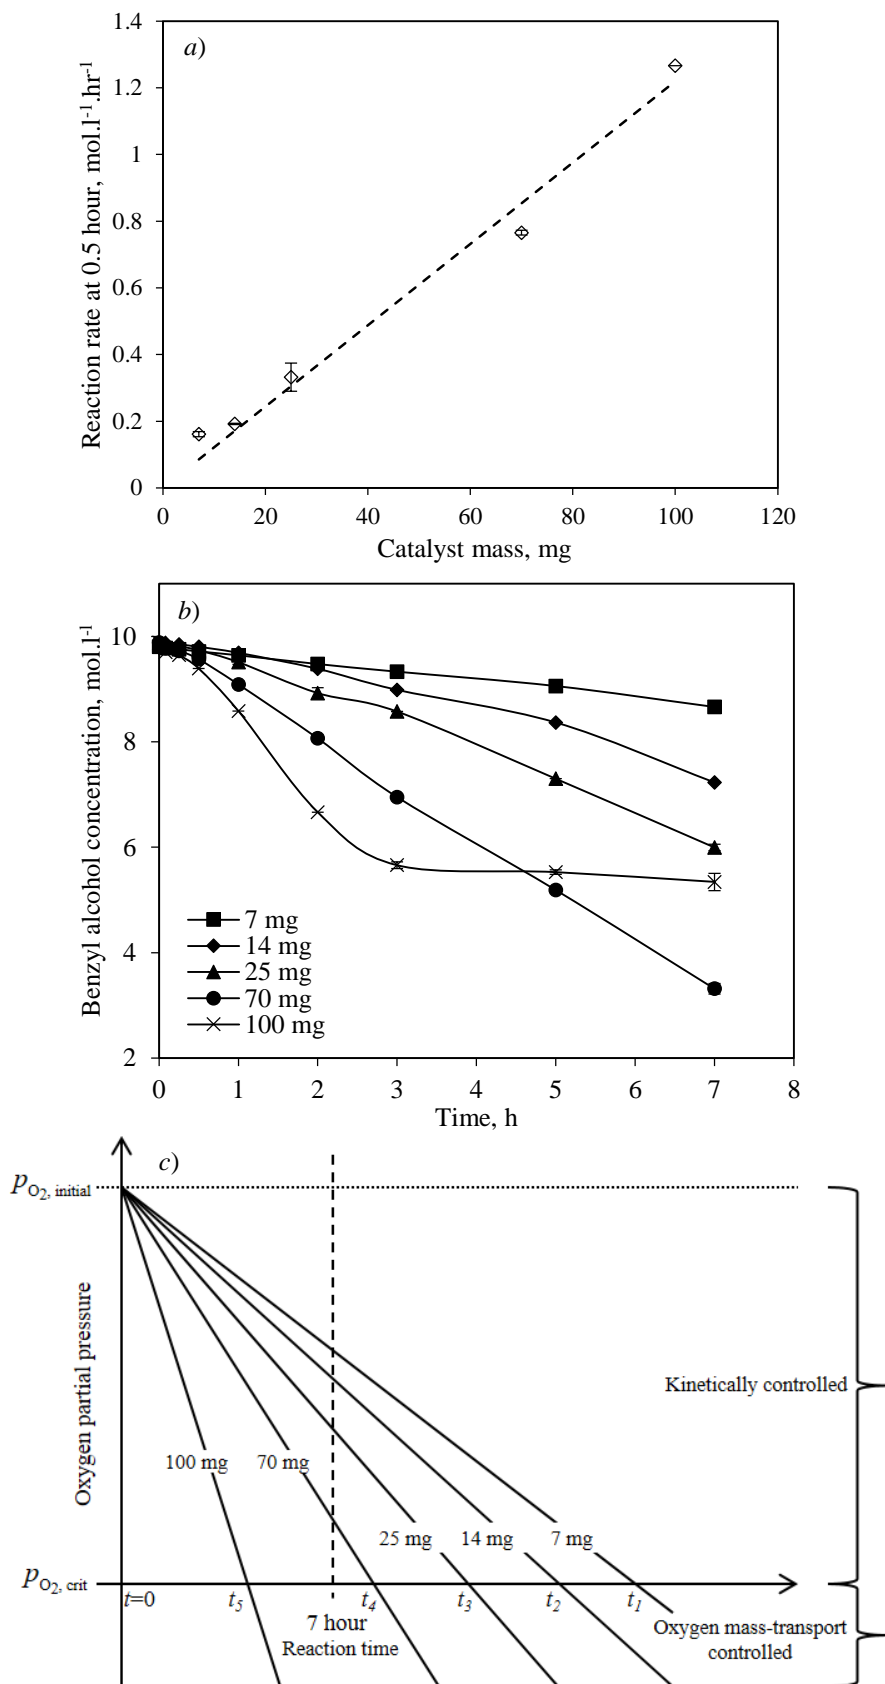 a)
1.4
1.2
1
0.8
0.6
0.4
0.2
0
0 20 40 60 80 100 120
Reaction rate at 0.5 hour, mol.l-1.hr-1
Catalyst mass, mg
b)
10
8
6
4
2
0 1 2 3 4 5 6 7 8
Benzyl alcohol concentration, mol.l-1
7 mg
14 mg
25 mg
70 mg
100 mg
Time, h
c)
pO2, initial
Oxygen partial pressure
Kinetically controlled
100 mg 70 mg
25 mg 14 mg 7 mg
pO2, crit
t=0 t5 t4 t3 t2 t1
7 hour
Reaction time
Oxygen mass-transport
controlled